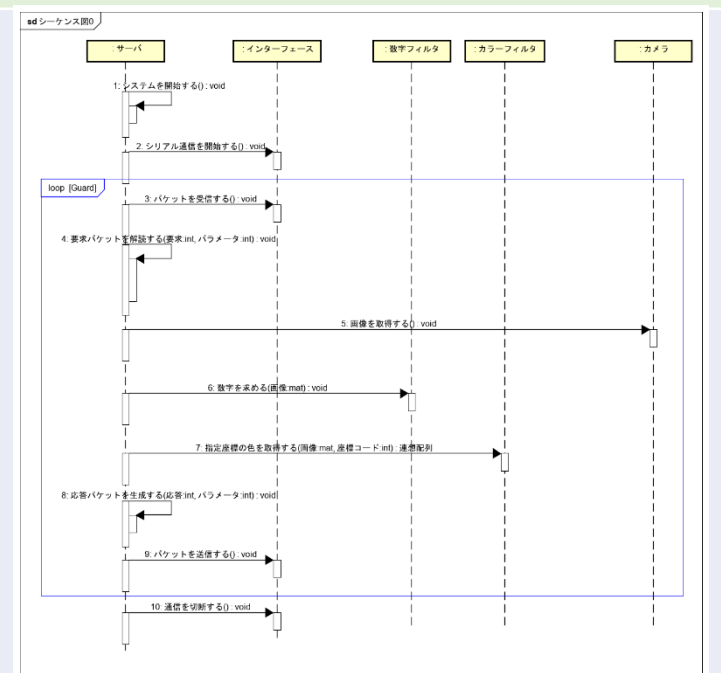 sd シーケンス図0
: サーバ
: インターフェース
: 数字フィルタ
: カラーフィルタ
: カメラ
1: システムを開始する() : void
2: シリアル通信を開始する() : void
loop [Guard]
3: パケットを受信する() : void
4: 要求パケットを解読する(要求:int, パラメータ:int) : void
5: 画像を取得する() : void
6: 数字を求める(画像:mat) : void
7: 指定座標の色を取得する(画像:mat, 座標コード:int) : 連想配列
8: 応答パケットを生成する(応答:int, パラメータ:int) : void
9: パケットを送信する() : void
10: 通信を切断する() : void